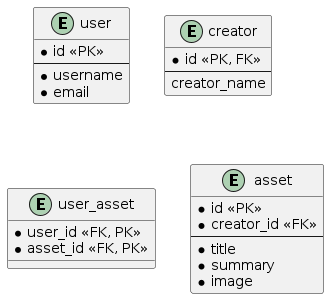 E user
id «PK»
username
email
E creator
id «PK, FK»
creator_name
E user_asset
user_id «FK, PK»
asset_id «FK, PK»
E asset
id «PK»
creator_id «FK»
title
summary
image